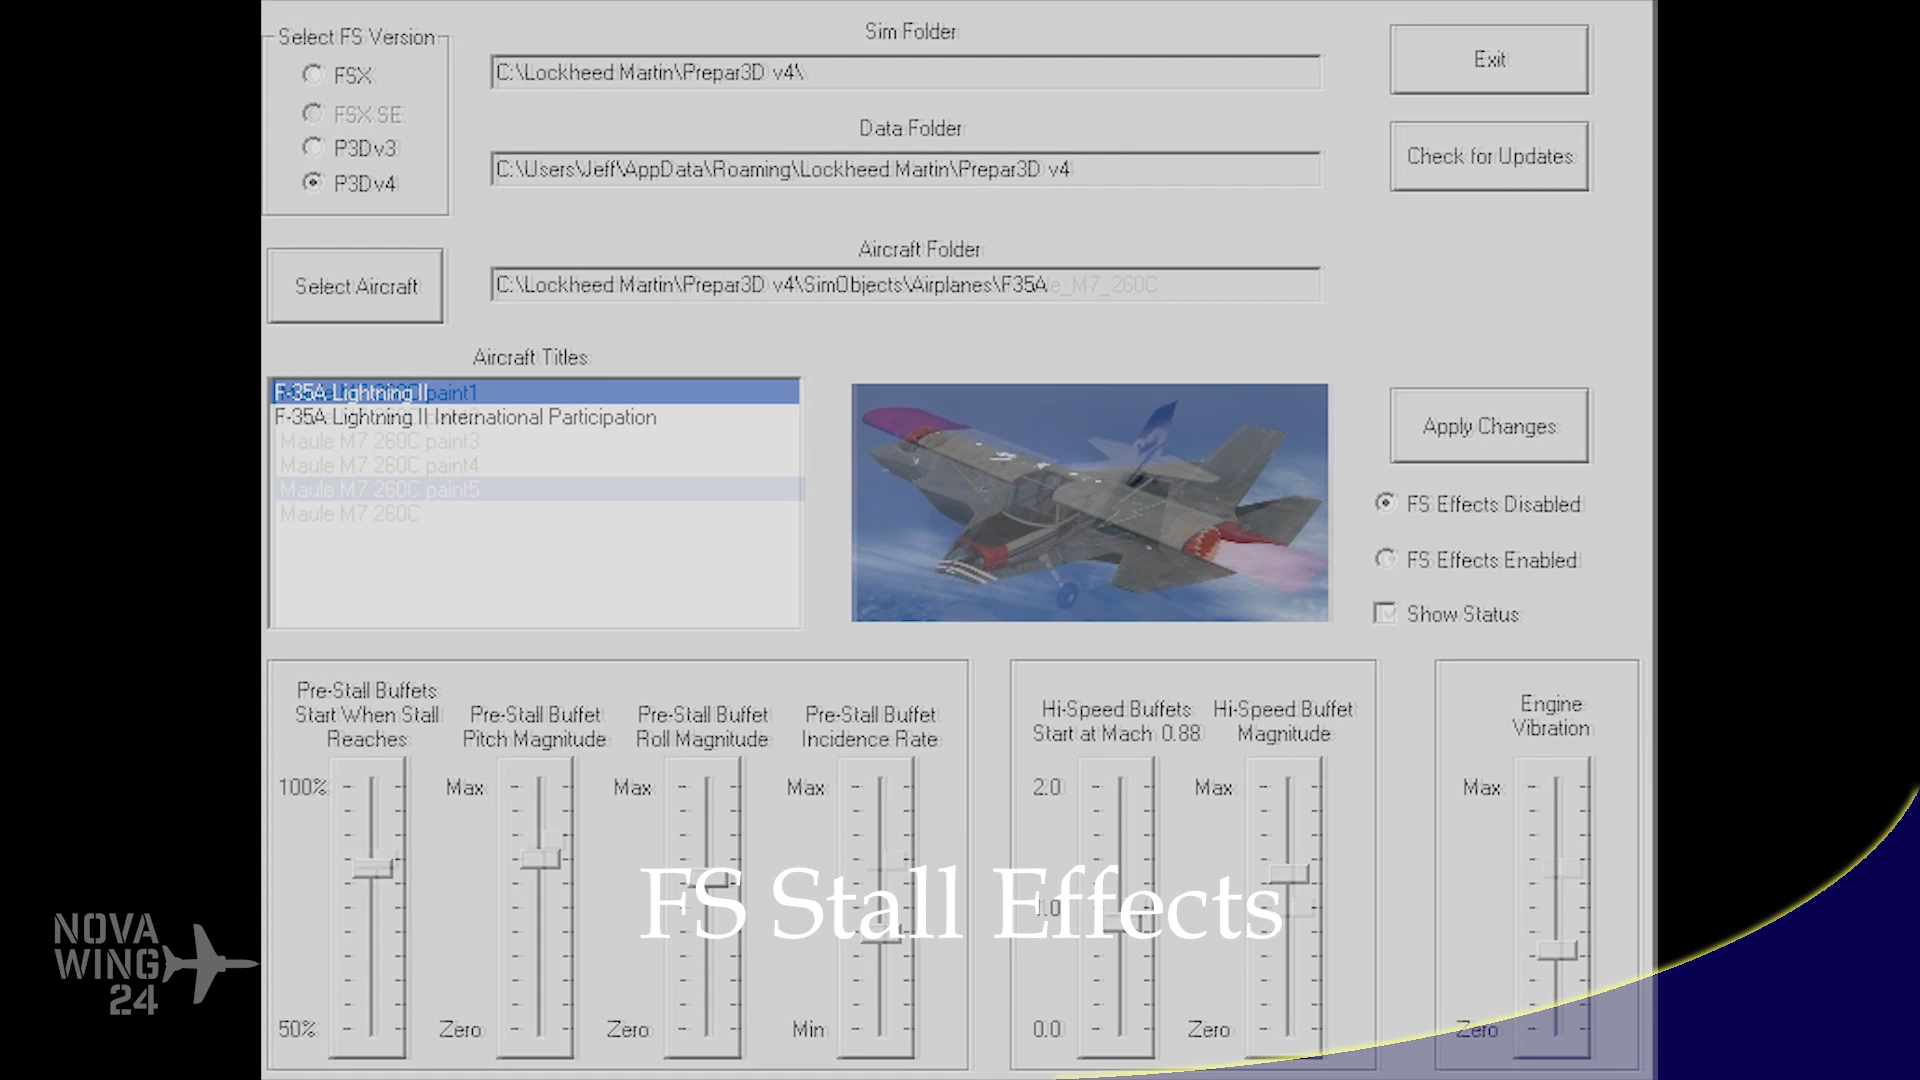 Select FS Version
FSX
FSX SE
P3Dv3
P3Dv4
Sim Folder
C:\Lockheed Martin\Prepar3D v4\
Data Folder
C:\Users\Jeff\AppData\Roaming\Lockheed Martin\Prepar3D v4
Exit
Check for Updates
Select Aircraft
Aircraft Folder
C:\Lockheed Martin\Prepar3D v4\SimObjects\Airplanes\F35A
le_M7_260C
Aircraft Titles
F-35A Lightning II
paint1
F-35A Lightning II International Participation
Maule M7 260C paint3
Maule M7 260C paint4
Maule M7 260C paint5
Maule M7 260C
Apply Changes
FS Effects Disabled
FS Effects Enabled
Show Status
Pre-Stall Buffets
Start When Stall
Reaches
100%
50%
Pre-Stall Buffet
Pitch Magnitude
Max
Zero
Pre-Stall Buffet
Roll Magnitude
Max
Zero
Pre-Stall Buffet
Incidence Rate
Max
Min
Hi-Speed Buffets
Start at Mach 0.88
2.0
1.0
0.0
Hi-Speed Buffet
Magnitude
Max
Zero
Engine
Vibration
Max
Zero
FS Stall Effects
NOVA
WING
24